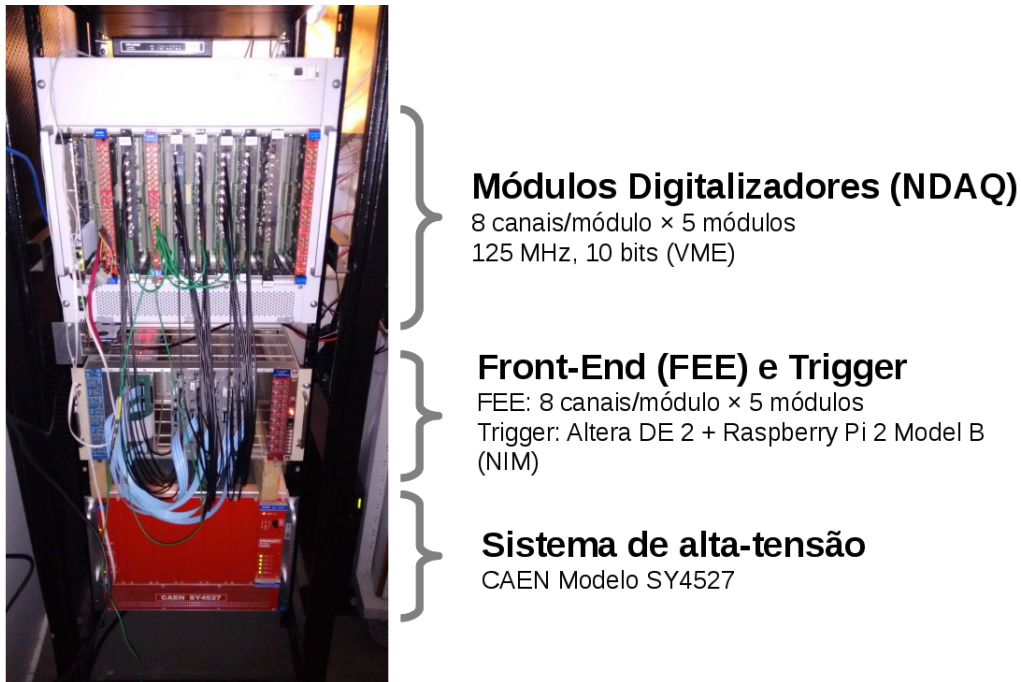 Módulos Digitalizadores (NDAQ)
8 canais/módulo × 5 módulos
125 MHz, 10 bits (VME)
Front-End (FEE) e Trigger
FEE: 8 canais/módulo × 5 módulos
Trigger: Altera DE 2 + Raspberry Pi 2 Model B
(NIM)
Sistema de alta-tensão
CAEN Modelo SY4527
CAEN SY4527